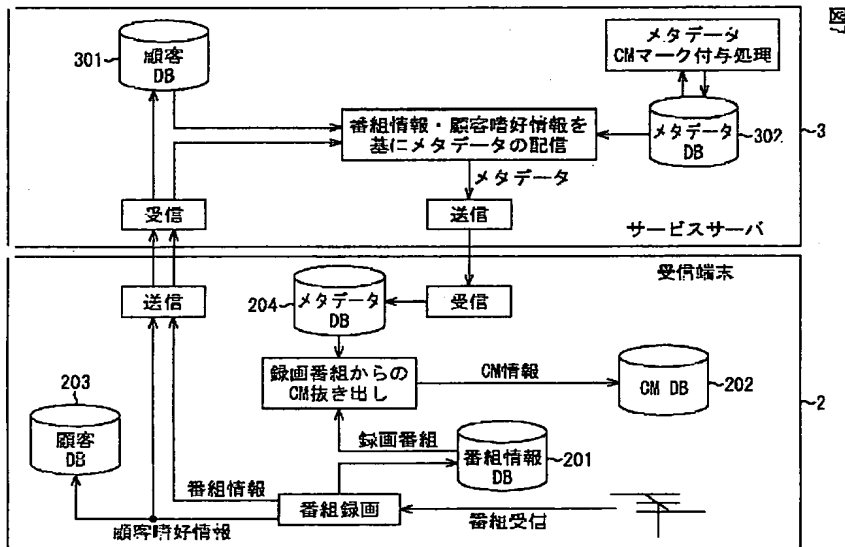 図7
メタデータ
CMマーク付与処理
301
顧客
DB
番組情報・顧客嗜好情報を
基にメタデータの配信
メタデータ
DB
302
3
メタデータ
受信
送信
サービスサーバ
受信端末
送信
204
メタデータ
DB
受信
録画番組からの
CM抜き出し
CM情報
CM DB
202
2
203
顧客
DB
録画番組
番組情報
DB
201
番組情報
番組録画
番組受信
顧客嗜好情報